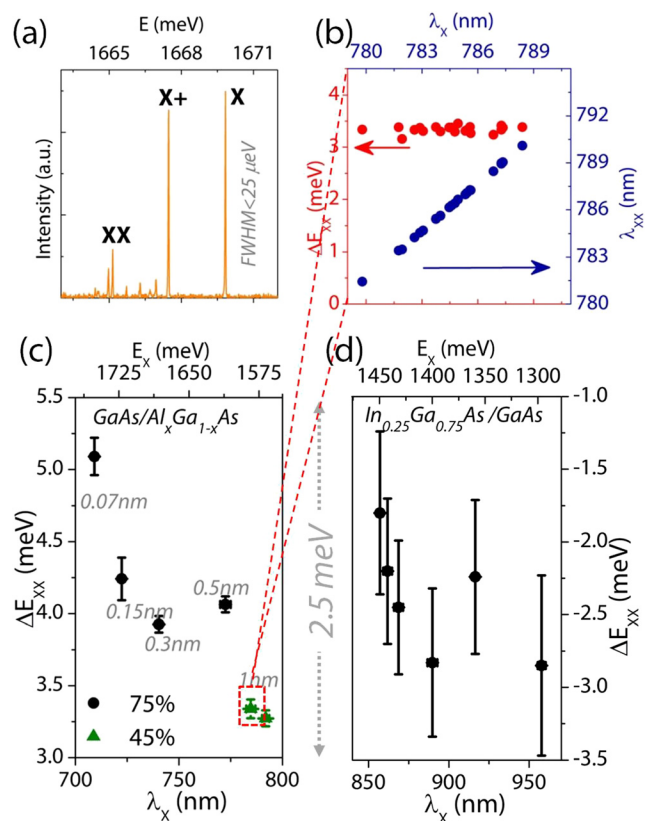 (a)
E (meV)
1665 1668 1671
X+ X
XX
FWHM<25 µeV
Intensity (a.u.)
(b)
λX (nm)
780 783 786 789
4
3
2
1
0
ΔEXX (meV)
792
789
786
783
780
λXX (nm)
(c)
EX (meV)
1725 1650 1575
GaAs/AlxGa1-xAs
5.5
5.0
4.5
4.0
3.5
3.0
ΔEXX (meV)
0.07nm
0.15nm
0.3nm
0.5nm
1nm
75%
45%
700 750 800
λX (nm)
2.5 meV
(d)
EX (meV)
1450 1400 1350 1300
In0.25Ga0.75As/GaAs
-1.0
-1.5
-2.0
-2.5
-3.0
-3.5
ΔEXX (meV)
850 900 950
λX (nm)